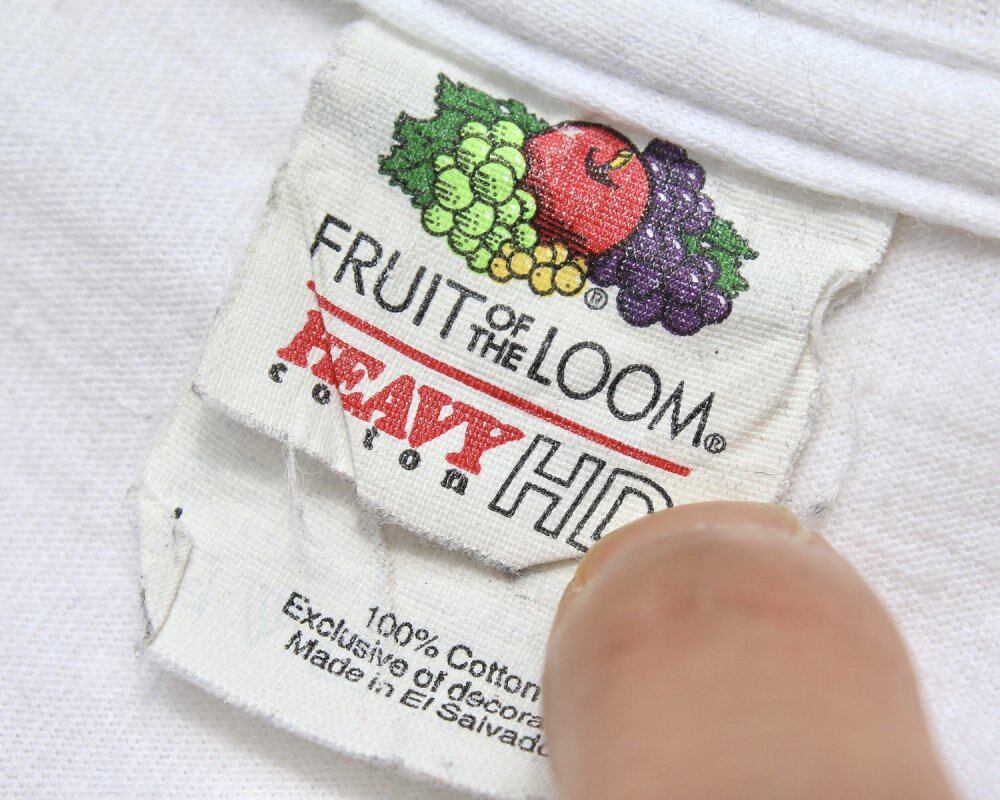 FRUIT OF THE LOOM®
®
HEAVY
cotton
HD
100% Cotton
Exclusive of decora
Made in El Salvado